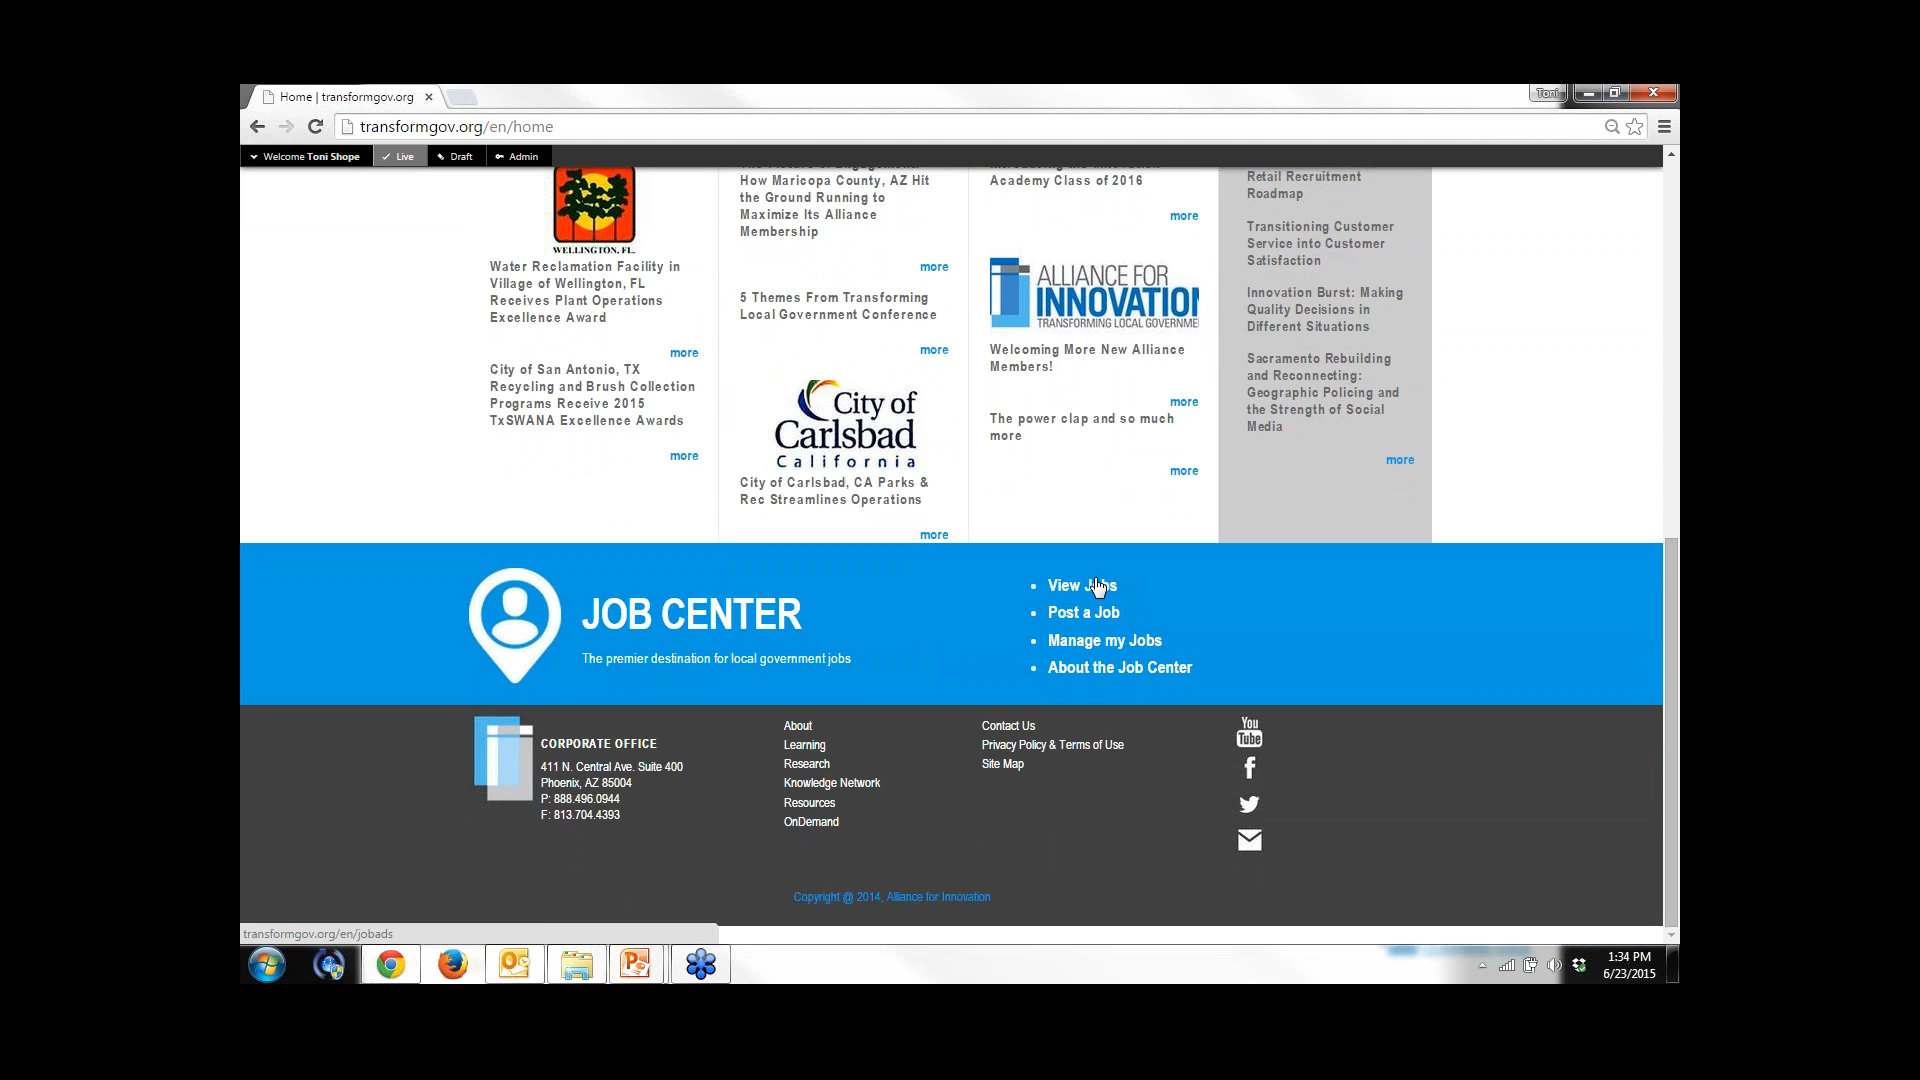 Home | transformgov.org
Toni
transformgov.org/en/home
Welcome Toni Shope
Live
Draft
Admin
WELLINGTON, FL
Water Reclamation Facility in
Village of Wellington, FL
Receives Plant Operations
Excellence Award
more
City of San Antonio, TX
Recycling and Brush Collection
Programs Receive 2015
TxSWANA Excellence Awards
more
How Maricopa County, AZ Hit
the Ground Running to
Maximize Its Alliance
Membership
more
5 Themes From Transforming
Local Government Conference
more
City of
Carlsbad
California
City of Carlsbad, CA Parks &
Rec Streamlines Operations
more
Academy Class of 2016
more
ALLIANCE FOR
INNOVATION
TRANSFORMING LOCAL GOVERNME
Welcoming More New Alliance
Members!
more
The power clap and so much
more
more
Retail Recruitment
Roadmap
Transitioning Customer
Service into Customer
Satisfaction
Innovation Burst: Making
Quality Decisions in
Different Situations
Sacramento Rebuilding
and Reconnecting:
Geographic Policing and
the Strength of Social
Media
more
JOB CENTER
The premier destination for local government jobs
View Jobs
Post a Job
Manage my Jobs
About the Job Center
CORPORATE OFFICE
411 N. Central Ave. Suite 400
Phoenix, AZ 85004
P: 888.496.0944
F: 813.704.4393
About
Learning
Research
Knowledge Network
Resources
OnDemand
Contact Us
Privacy Policy & Terms of Use
Site Map
You
Tube
Copyright @ 2014, Alliance for Innovation
transformgov.org/en/jobads
1:34 PM
6/23/2015